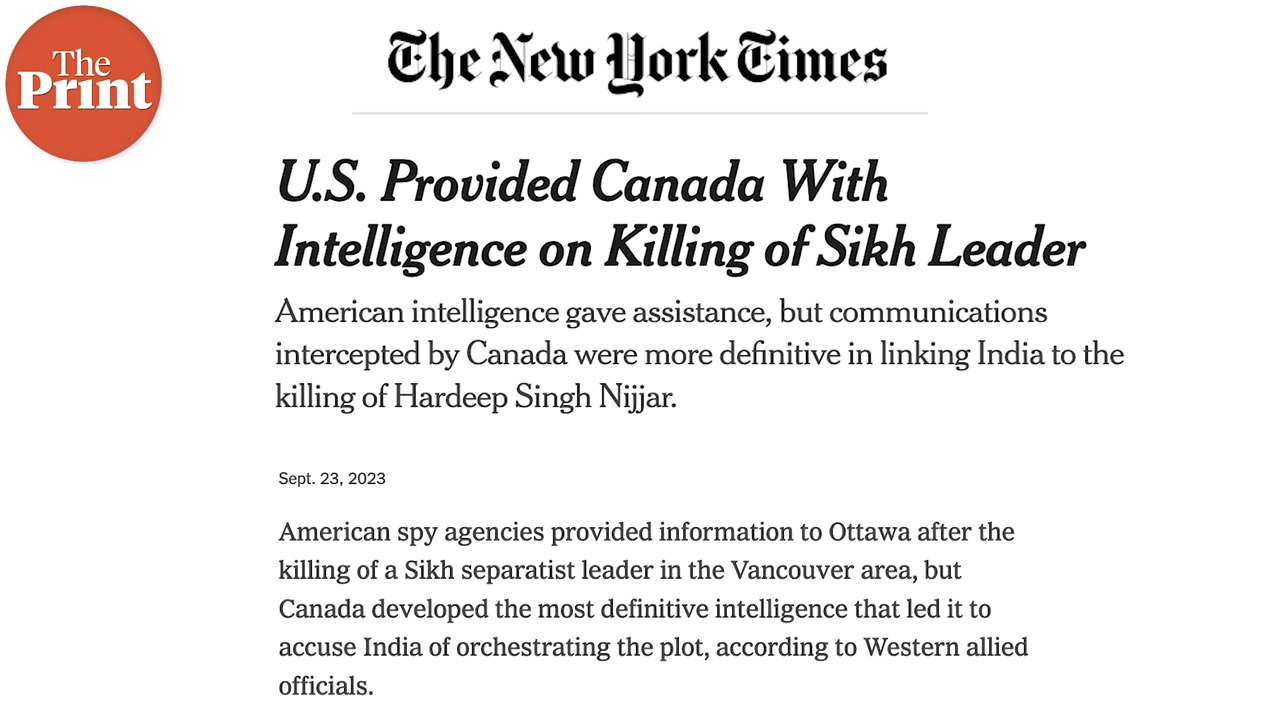 The
Print
The New York Times
U.S. Provided Canada With
Intelligence on Killing of Sikh Leader
American intelligence gave assistance, but communications
intercepted by Canada were more definitive in linking India to the
killing of Hardeep Singh Nijjar.
Sept. 23, 2023
American spy agencies provided information to Ottawa after the
killing of a Sikh separatist leader in the Vancouver area, but
Canada developed the most definitive intelligence that led it to
accuse India of orchestrating the plot, according to Western allied
officials.